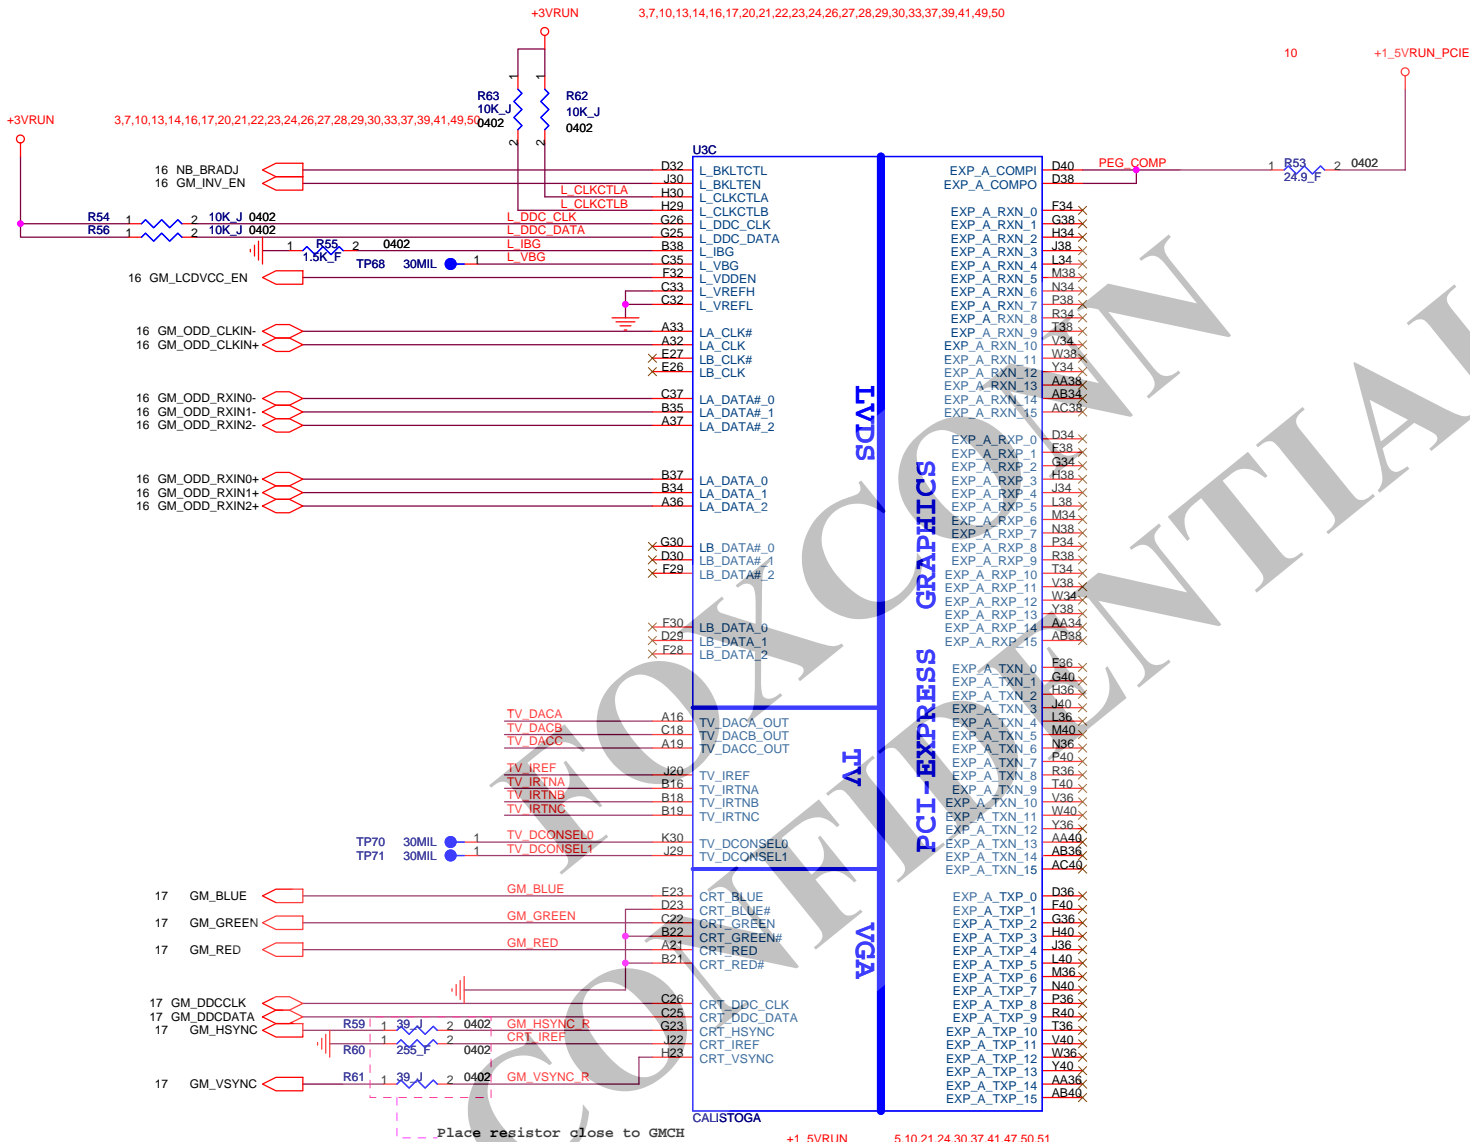 +3VRUN 3,7,10,13,14,16,17,20,21,22,23,24,26,27,28,29,30,33,37,39,41,49,50
10 +1_5VRUN_PCIE
+3VRUN 3,7,10,13,14,16,17,20,21,22,23,24,26,27,28,29,30,33,37,39,41,49,50
R63 10K_J 0402 1 2
R62 10K_J 0402 1 2
U3C
16 NB_BRADJ D32 L_BKLTCTL
16 GM_INV_EN J30 L_BKLTEN
L_CLKCTLA H30 L_CLKCTLA
L_CLKCTLB H29 L_CLKCTLB
R54 1 2 10K_J 0402 L_DDC_CLK G26 L_DDC_CLK
R56 1 2 10K_J 0402 L_DDC_DATA G25 L_DDC_DATA
1 R55 2 0402 1.5K_F L_IBG B38 L_IBG
TP68 30MIL 1 L_VBG C35 L_VBG
16 GM_LCDVCC_EN F32 L_VDDEN
C33 L_VREFH
C32 L_VREFL
16 GM_ODD_CLKIN- A33 LA_CLK#
16 GM_ODD_CLKIN+ A32 LA_CLK
E27 LB_CLK#
E26 LB_CLK
16 GM_ODD_RXIN0- C37 LA_DATA#_0
16 GM_ODD_RXIN1- B35 LA_DATA#_1
16 GM_ODD_RXIN2- A37 LA_DATA#_2
16 GM_ODD_RXIN0+ B37 LA_DATA_0
16 GM_ODD_RXIN1+ B34 LA_DATA_1
16 GM_ODD_RXIN2+ A36 LA_DATA_2
G30 LB_DATA#_0
D30 LB_DATA#_1
F29 LB_DATA#_2
F30 LB_DATA_0
D29 LB_DATA_1
F28 LB_DATA_2
LVDS
TV_DACA A16 TV_DACA_OUT
TV_DACB C18 TV_DACB_OUT
TV_DACC A19 TV_DACC_OUT
TV_IREF J20 TV_IREF
TV_IRTNA B16 TV_IRTNA
TV_IRTNB B18 TV_IRTNB
TV_IRTNC B19 TV_IRTNC
TP70 30MIL 1 TV_DCONSEL0 K30 TV_DCONSEL0
TP71 30MIL 1 TV_DCONSEL1 J29 TV_DCONSEL1
TV
17 GM_BLUE GM_BLUE E23 CRT_BLUE
D23 CRT_BLUE#
17 GM_GREEN GM_GREEN C22 CRT_GREEN
B22 CRT_GREEN#
17 GM_RED GM_RED A21 CRT_RED
B21 CRT_RED#
17 GM_DDCCLK C26 CRT_DDC_CLK
17 GM_DDCDATA C25 CRT_DDC_DATA
17 GM_HSYNC R59 1 39_J 2 0402 GM_HSYNC_R G23 CRT_HSYNC
R60 1 255_F 2 0402 CRT_IREF J22 CRT_IREF
17 GM_VSYNC R61 1 39_J 2 0402 GM_VSYNC_R H23 CRT_VSYNC
VGA
PCI-EXPRESS GRAPHICS
EXP_A_COMPI D40 PEG_COMP 1 R53 2 0402 24.9_F
EXP_A_COMPO D38
EXP_A_RXN_0 F34
EXP_A_RXN_1 G38
EXP_A_RXN_2 H34
EXP_A_RXN_3 J38
EXP_A_RXN_4 L34
EXP_A_RXN_5 M38
EXP_A_RXN_6 N34
EXP_A_RXN_7 P38
EXP_A_RXN_8 R34
EXP_A_RXN_9 T38
EXP_A_RXN_10 V34
EXP_A_RXN_11 W38
EXP_A_RXN_12 Y34
EXP_A_RXN_13 AA38
EXP_A_RXN_14 AB34
EXP_A_RXN_15 AC38
EXP_A_RXP_0 D34
EXP_A_RXP_1 F38
EXP_A_RXP_2 G34
EXP_A_RXP_3 H38
EXP_A_RXP_4 J34
EXP_A_RXP_5 L38
EXP_A_RXP_6 M34
EXP_A_RXP_7 N38
EXP_A_RXP_8 P34
EXP_A_RXP_9 R38
EXP_A_RXP_10 T34
EXP_A_RXP_11 V38
EXP_A_RXP_12 W34
EXP_A_RXP_13 Y38
EXP_A_RXP_14 AA34
EXP_A_RXP_15 AB38
EXP_A_TXN_0 F36
EXP_A_TXN_1 G40
EXP_A_TXN_2 H36
EXP_A_TXN_3 J40
EXP_A_TXN_4 L36
EXP_A_TXN_5 M40
EXP_A_TXN_6 N36
EXP_A_TXN_7 P40
EXP_A_TXN_8 R36
EXP_A_TXN_9 T40
EXP_A_TXN_10 V36
EXP_A_TXN_11 W40
EXP_A_TXN_12 Y36
EXP_A_TXN_13 AA40
EXP_A_TXN_14 AB36
EXP_A_TXN_15 AC40
EXP_A_TXP_0 D36
EXP_A_TXP_1 F40
EXP_A_TXP_2 G36
EXP_A_TXP_3 H40
EXP_A_TXP_4 J36
EXP_A_TXP_5 L40
EXP_A_TXP_6 M36
EXP_A_TXP_7 N40
EXP_A_TXP_8 P36
EXP_A_TXP_9 R40
EXP_A_TXP_10 T36
EXP_A_TXP_11 V40
EXP_A_TXP_12 W36
EXP_A_TXP_13 Y40
EXP_A_TXP_14 AA36
EXP_A_TXP_15 AB40
CALISTOGA
Place resistor close to GMCH
+1_5VRUN 5,10,21,24,30,37,41,47,50,51
FOXCONN
CONFIDENTIAL